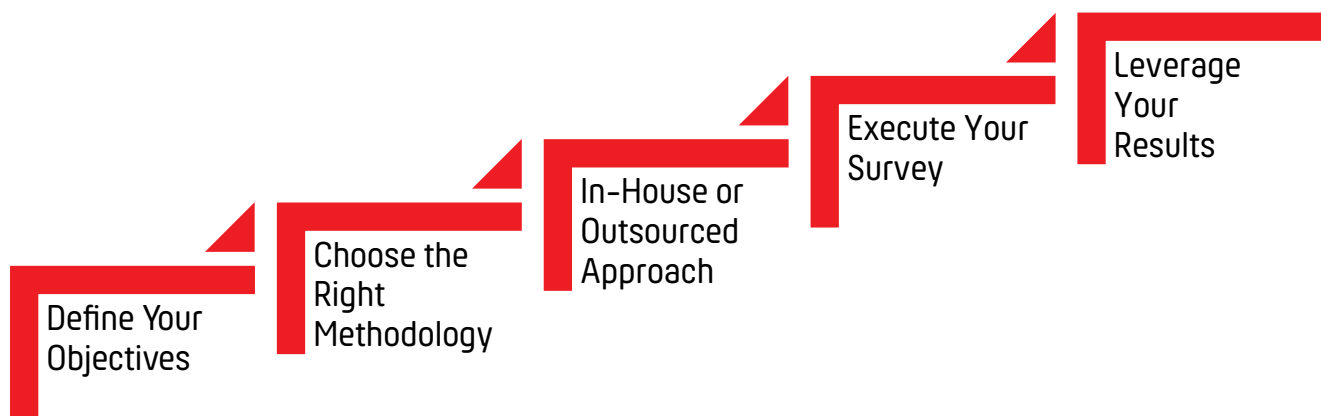 Define Your
Objectives
Choose the
Right
Methodology
In-House or
Outsourced
Approach
Execute Your
Survey
Leverage
Your
Results